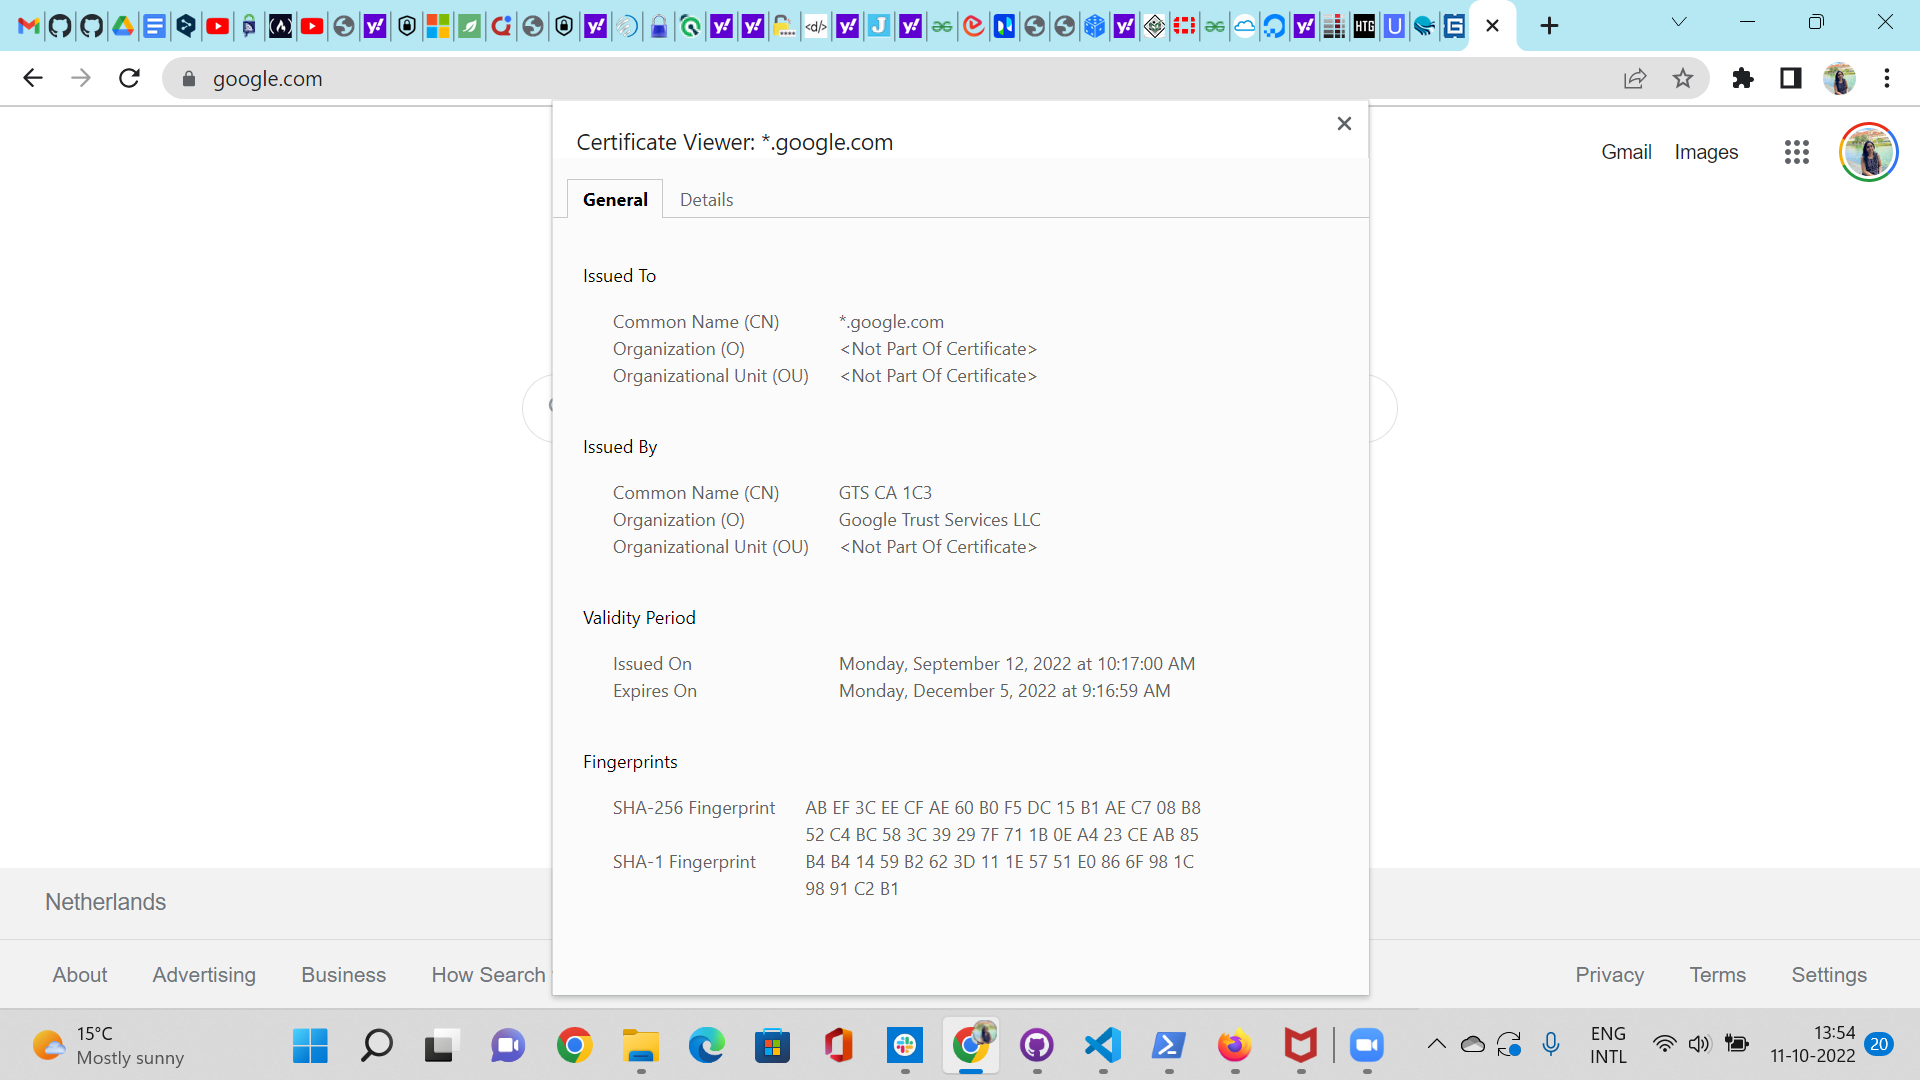 google.com
Certificate Viewer: *.google.com
Gmail Images
General Details
Issued To
Common Name (CN) *.google.com
Organization (O) <Not Part Of Certificate>
Organizational Unit (OU) <Not Part Of Certificate>
Issued By
Common Name (CN) GTS CA 1C3
Organization (O) Google Trust Services LLC
Organizational Unit (OU) <Not Part Of Certificate>
Validity Period
Issued On Monday, September 12, 2022 at 10:17:00 AM
Expires On Monday, December 5, 2022 at 9:16:59 AM
Fingerprints
SHA-256 Fingerprint AB EF 3C EE CF AE 60 B0 F5 DC 15 B1 AE C7 08 B8
52 C4 BC 58 3C 39 29 7F 71 1B 0E A4 23 CE AB 85
SHA-1 Fingerprint B4 B4 14 59 B2 62 3D 11 1E 57 51 E0 86 6F 98 1C
98 91 C2 B1
Netherlands
About Advertising Business How Search Privacy Terms Settings
15°C
Mostly sunny
ENG
INTL
13:54
11-10-2022
20